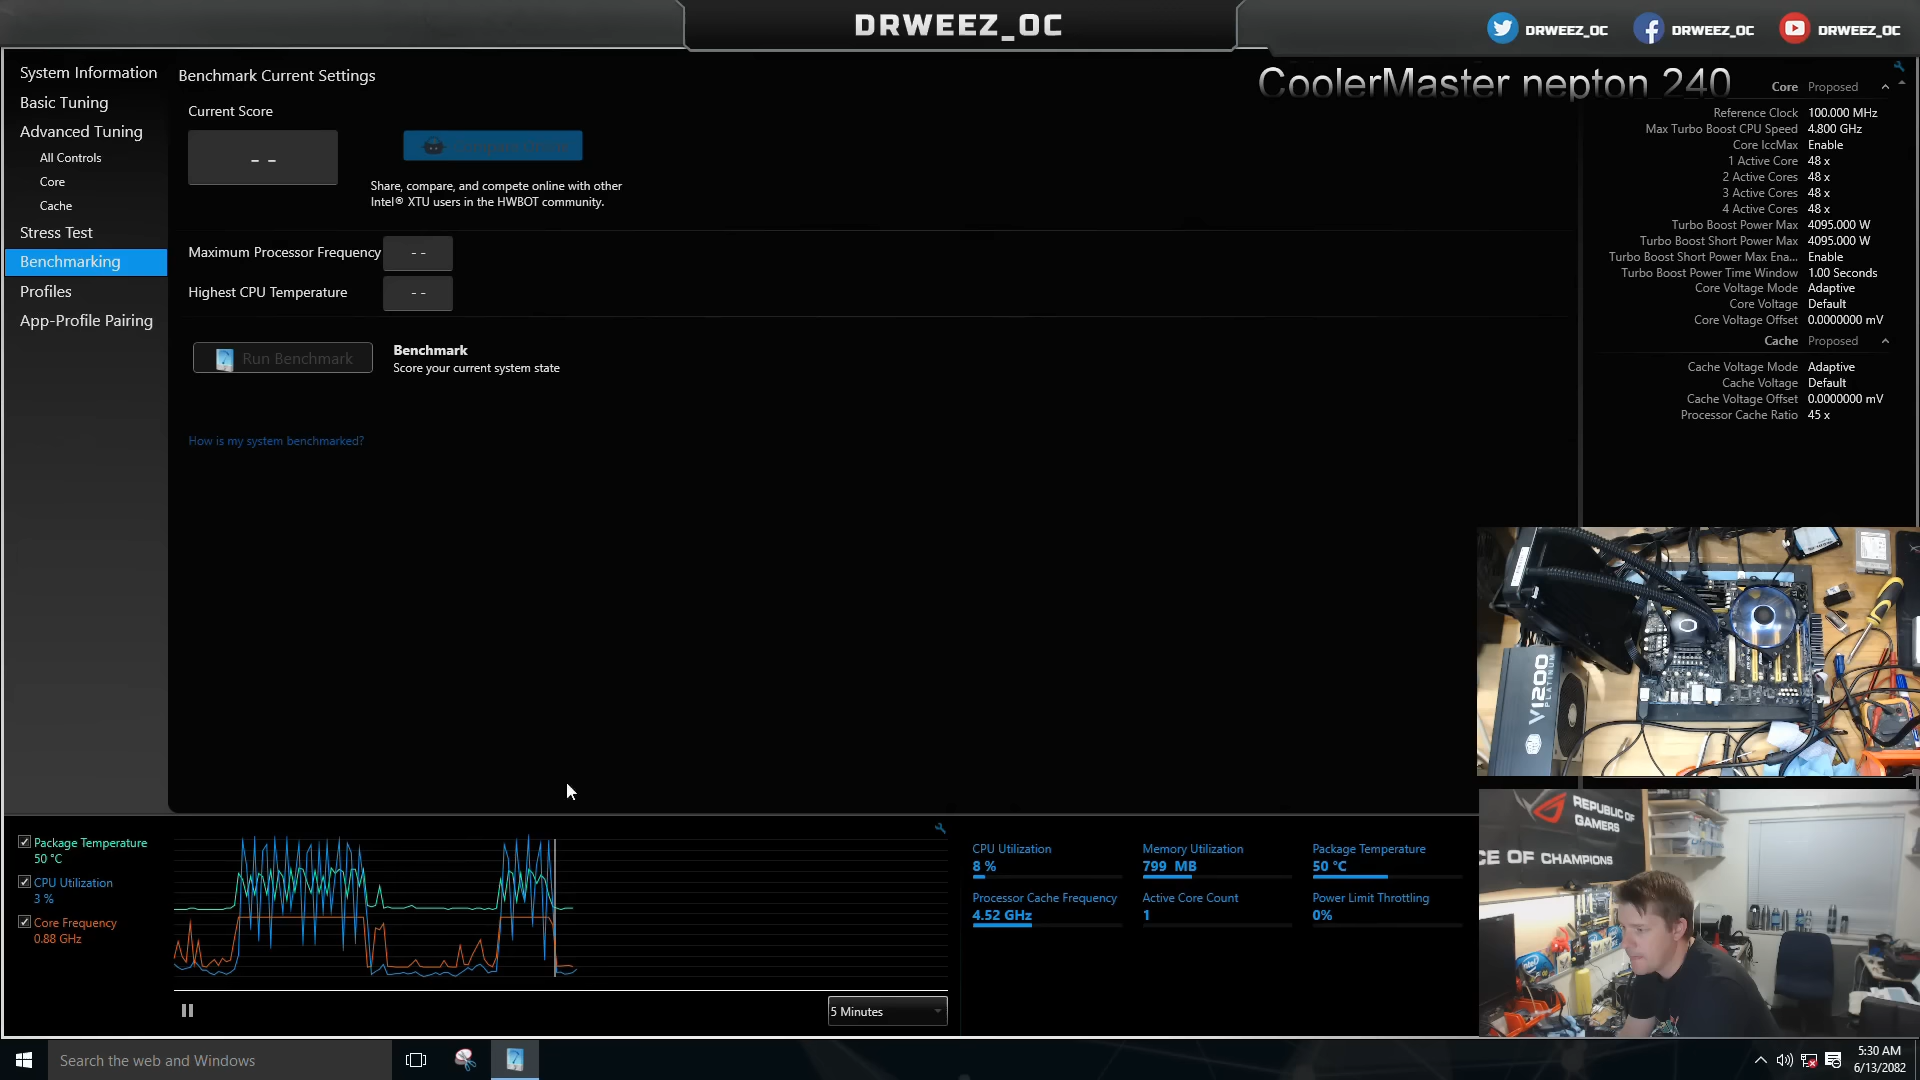 DRWEEZ_OC
DRWEEZ_OC
DRWEEZ_OC
DRWEEZ_OC
CoolerMaster nepton 240
System Information
Basic Tuning
Advanced Tuning
All Controls
Core
Cache
Stress Test
Benchmarking
Profiles
App-Profile Pairing
Benchmark Current Settings
Current Score
- -
Share, compare, and compete online with other
Intel® XTU users in the HWBOT community.
Maximum Processor Frequency - -
Highest CPU Temperature - -
Run Benchmark
Benchmark
Score your current system state
How is my system benchmarked?
Core Proposed
Reference Clock 100.000 MHz
Max Turbo Boost CPU Speed 4.800 GHz
Core IccMax Enable
1 Active Core 48 x
2 Active Cores 48 x
3 Active Cores 48 x
4 Active Cores 48 x
Turbo Boost Power Max 4095.000 W
Turbo Boost Short Power Max 4095.000 W
Turbo Boost Short Power Max Ena... Enable
Turbo Boost Power Time Window 1.00 Seconds
Core Voltage Mode Adaptive
Core Voltage Default
Core Voltage Offset 0.0000000 mV
Cache Proposed
Cache Voltage Mode Adaptive
Cache Voltage Default
Cache Voltage Offset 0.0000000 mV
Processor Cache Ratio 45 x
V1200
PLATINUM
REPUBLIC OF
GAMERS
CE OF CHAMPIONS
Package Temperature
50 °C
CPU Utilization
3 %
Core Frequency
0.88 GHz
5 Minutes
CPU Utilization
8 %
Memory Utilization
799 MB
Package Temperature
50 °C
Processor Cache Frequency
4.52 GHz
Active Core Count
1
Power Limit Throttling
0%
Search the web and Windows
5:30 AM
6/13/2082